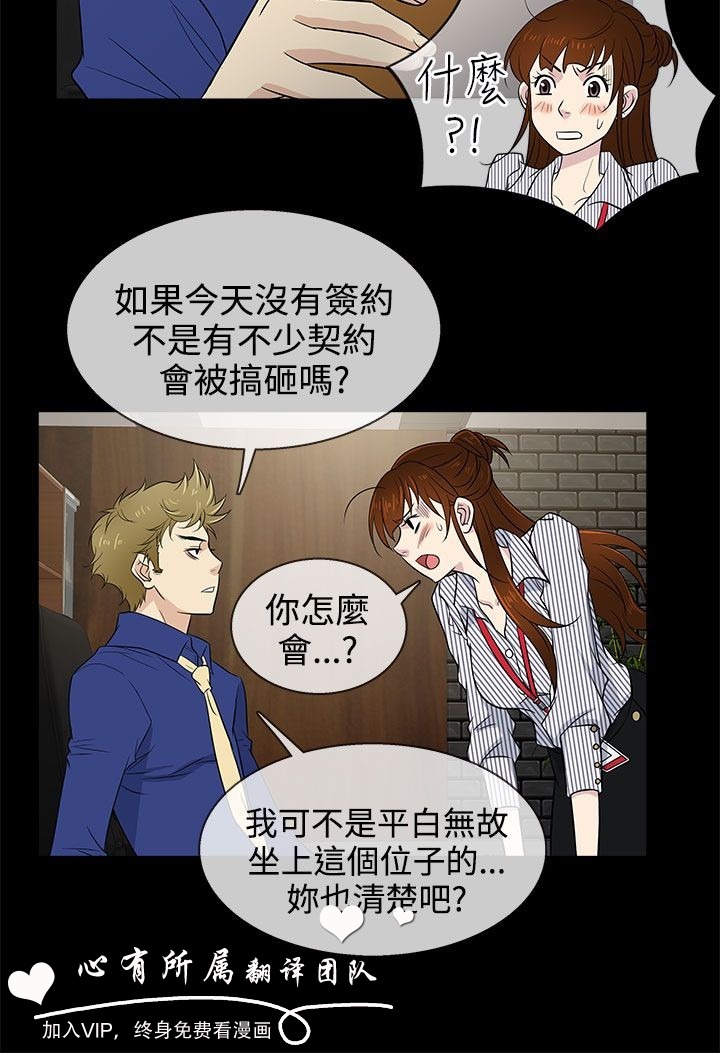 什麼
?!
如果今天沒有簽約
不是有不少契約
會被搞砸嗎?
你怎麼
會...?
我可不是平白無故
坐上這個位子的...
妳也清楚吧?
心有所属翻译团队
加入VIP，终身免费看漫画